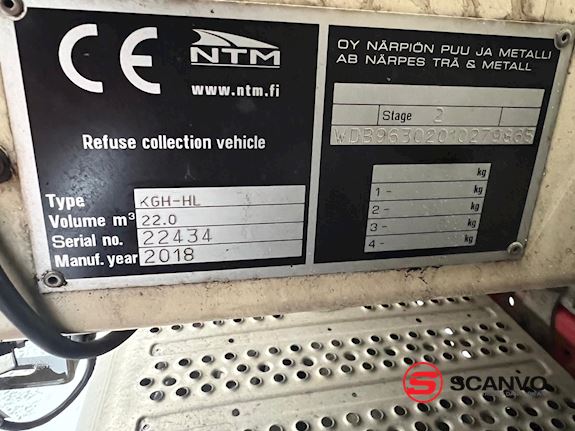 CE NTM
www.ntm.fi
Refuse collection vehicle
Type KGH-HL
Volume m³ 22.0
Serial no. 22434
Manuf. year 2018
OY NÄRPIÖN PUU JA METALLI
AB NÄRPES TRÄ & METALL
Stage 2
WDB96302010279865
kg
1 - kg
2 - kg
3 - kg
4 - kg
S SCANVO